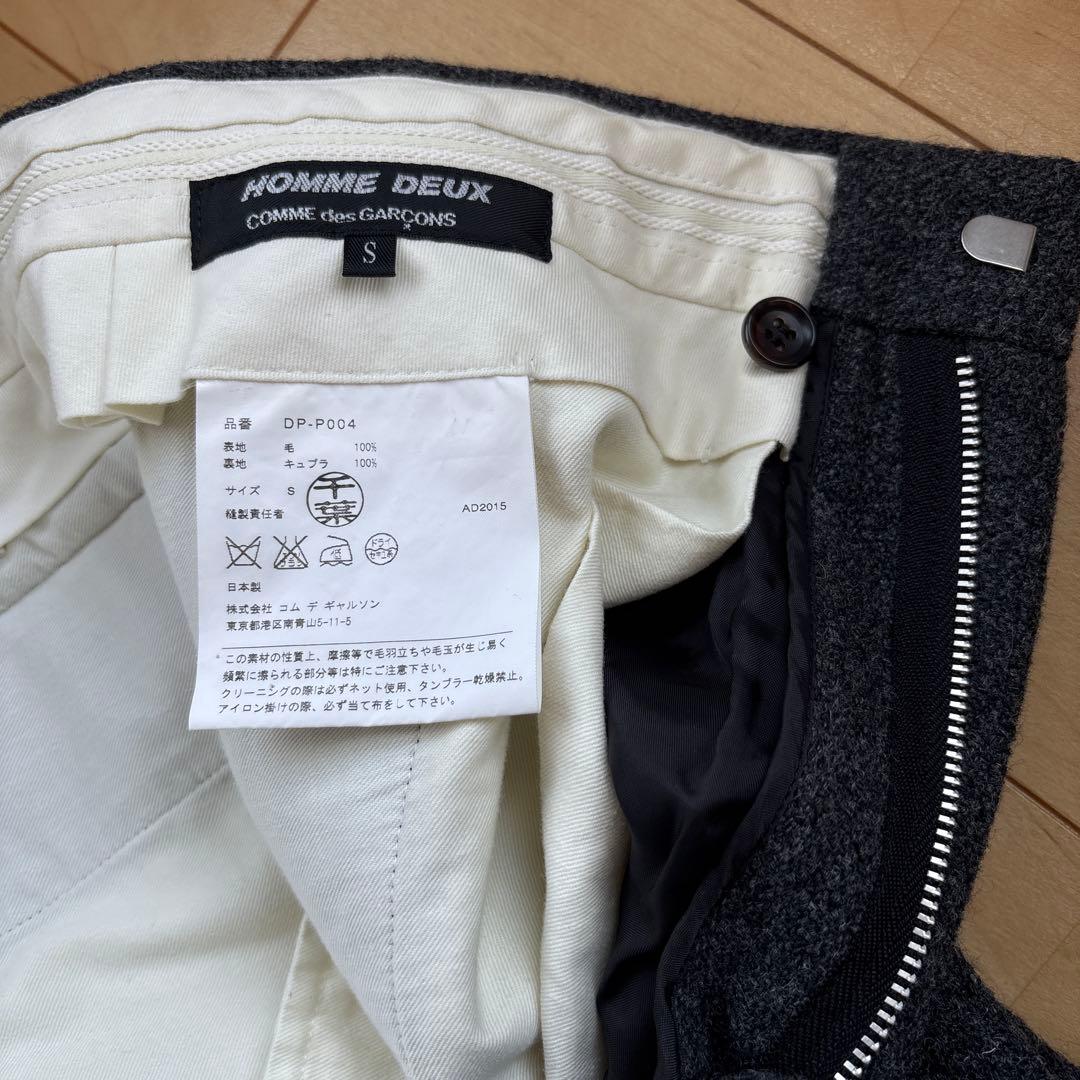 HOMME DEUX
COMME des GARÇONS
S
品番 DP-P004
表地 毛 100%
裏地 キュプラ 100%
サイズ S
千葉
縫製責任者
AD2015
ドライ
セキユ系
日本製
株式会社 コム デ ギャルソン
東京都港区南青山5-11-5
*この素材の性質上、摩擦等で毛羽立ちや毛玉が生じ易く
頻繁に擦られる部分等は特にご注意下さい。
クリーニングの際は必ずネット使用、タンブラー乾燥禁止。
アイロン掛けの際、必ず当て布をして下さい。